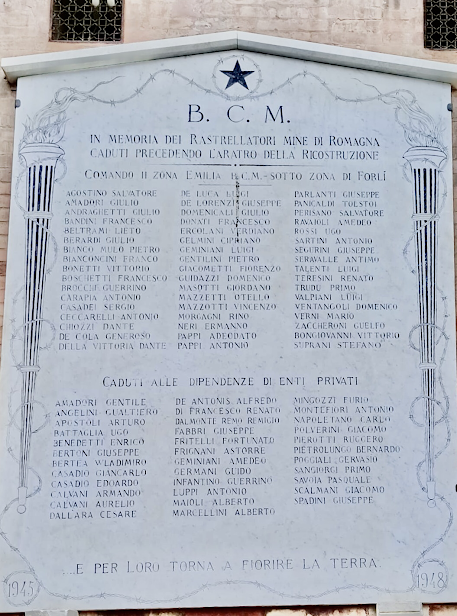 B. C. M.
IN MEMORIA DEI RASTRELLATORI MINE DI ROMAGNA
CADUTI PRECEDENDO L'ARATRO DELLA RICOSTRUZIONE
COMANDO II ZONA EMILIA B.C.M.-SOTTO ZONA DI FORLÌ
AGOSTINO SALVATORE
AMADORI GIULIO
ANDRAGHETTI GIULIO
BANDINI FRANCESCO
BELTRAMI LIETO
BERARDI GIULIO
BIANCO MULO PIETRO
BIANCONCINI FRANCO
BONETTI VITTORIO
BOSCHETTI FRANCESCO
BROCCHI GUERRINO
CARAPIA ANTONIO
CASADEI SERGIO
CECCARELLI ANTONIO
CHIOZZI DANTE
DE COLA GENEROSO
DELLA VITTORIA DANTE
DE LUCA LUIGI
DE LORENZI GIUSEPPE
DOMENICALI GIULIO
DONATI FRANCESCO
ERCOLANI VERDIANO
GELMINI CIPRIANO
GEMINIANI LUIGI
GENTILINI PIETRO
GIACOMETTI FIORENZO
GUIDAZZI DOMENICO
MASOTTI GIORDANO
MAZZETTI OTELLO
MAZZOTTI VINCENZO
MORGAGNI RINO
NERI ERMANNO
PAPPI ADEODATO
PAPPI ANTONIO
PARLANTI GIUSEPPE
PANICALDI TOLSTOI
PERISANO SALVATORE
RAVAIOLI AMEDEO
ROSSI UGO
SARTINI ANTONIO
SEGURINI GIUSEPPE
SERAVALLE ANTIMO
TALENTI LUIGI
TERESINI RENATO
TRUDU PRIMO
VALPIANI LUIGI
VENTANGOLI DOMENICO
VERNI MARIO
ZACCHERONI GUELFO
BONGIOVANNI VITTORIO
SUPRANI STEFANO
CADUTI ALLE DIPENDENZE DI ENTI PRIVATI
AMADORI GENTILE
ANGELINI GUALTIERO
APOSTOLI ARTURO
BATTAGLIA UGO
BENEDETTI ENRICO
BERTONI GIUSEPPE
BERTEA WLADIMIRO
CASADIO GIANCARLO
CASADIO EDOARDO
CALVANI ARMANDO
CALVANI AURELIO
DALL'ARA CESARE
DE ANTONIS ALFREDO
DI FRANCESCO RENATO
DALMONTE REMO REMIGIO
FABBRI GIUSEPPE
FRITELLI FORTUNATO
FRIGNANI ASTORRE
GEMINIANI AMEDEO
GERMANI GUIDO
INFANTINO GUERRINO
LUPPI ANTONIO
MAIOLI ALBERTO
MARCELLINI ALBERTO
MINGOZZI FURIO
MONTEFIORI ANTONIO
NAPOLETANO CARLO
POLVERINI GIACOMO
PIEROTTI RUGGERO
PIETROLUNGO BERNARDO
POGGIALI GERVASIO
SANGIORGI PRIMO
SAVOIA PASQUALE
SCALMANI GIACOMO
SPADINI GIUSEPPE
...E PER LORO TORNA A FIORIRE LA TERRA.
1945
1948